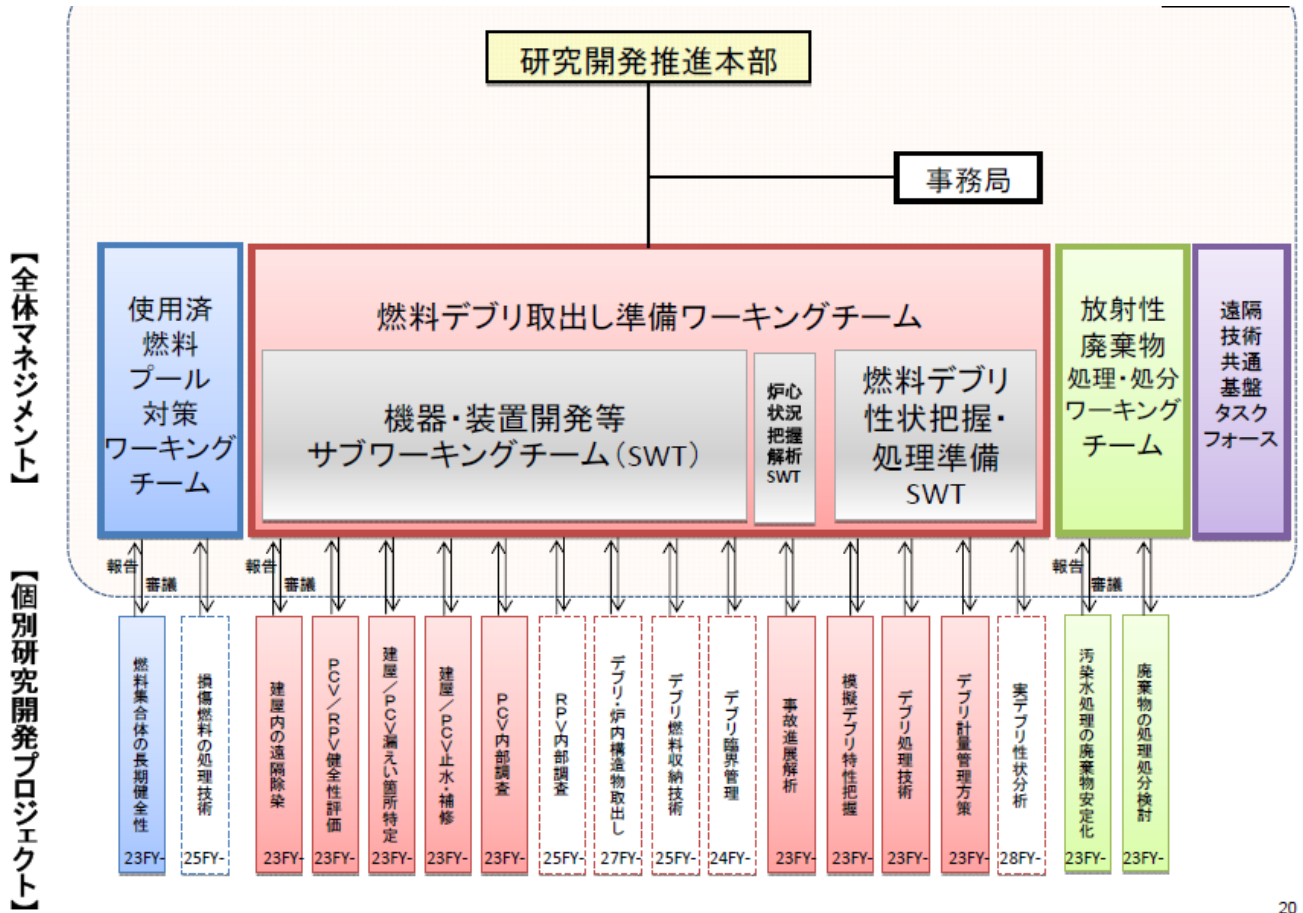 研究開発推進本部
事務局
【全体マネジメント】
使用済
燃料
プール
対策
ワーキング
チーム
燃料デブリ取出し準備ワーキングチーム
機器・装置開発等
サブワーキングチーム(SWT)
炉心
状況
把握
解析
SWT
燃料デブリ
性状把握・
処理準備
SWT
放射性
廃棄物
処理・処分
ワーキング
チーム
遠隔
技術
共通
基盤
タスク
フォース
報告
審議
報告
審議
報告
審議
【個別研究開発プロジェクト】
燃料集合体の長期健全性
23FY-
損傷燃料の処理技術
25FY-
建屋内の遠隔除染
23FY-
PCV/RPV健全性評価
23FY-
建屋/PCV漏えい箇所特定
23FY-
建屋/PCV止水・補修
23FY-
PCV内部調査
23FY-
RPV内部調査
25FY-
デブリ・炉内構造物取出し
27FY-
デブリ燃料収納技術
25FY-
デブリ臨界管理
24FY-
事故進展解析
23FY-
模擬デブリ特性把握
23FY-
デブリ処理技術
23FY-
デブリ計量管理方策
23FY-
実デブリ性状分析
28FY-
汚染水処理の廃棄物安定化
23FY-
廃棄物の処理処分検討
23FY-
20